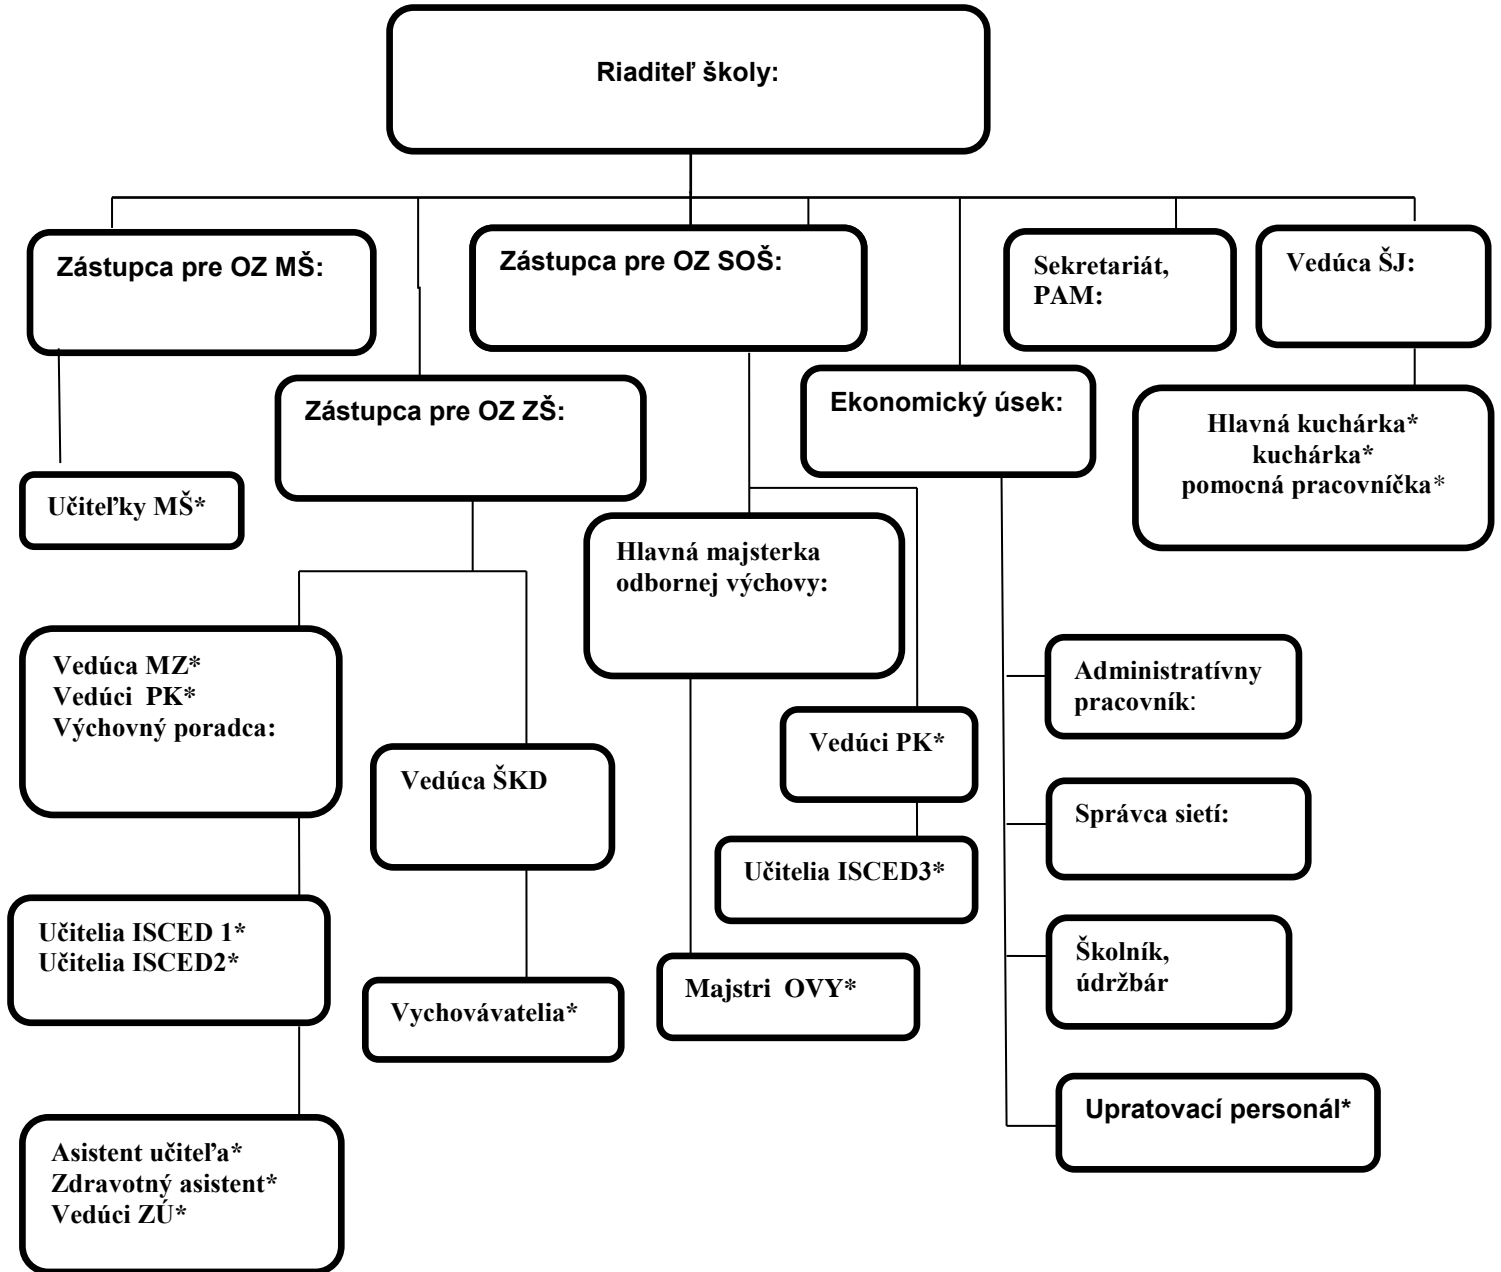 Riaditeľ školy:
Zástupca pre OZ MŠ:
Zástupca pre OZ SOŠ:
Sekretariát,
PAM:
Vedúca ŠJ:
Zástupca pre OZ ZŠ:
Ekonomický úsek:
Hlavná kuchárka*
kuchárka*
pomocná pracovníčka*
Učiteľky MŠ*
Hlavná majsterka
odbornej výchovy:
Vedúca MZ*
Vedúci  PK*
Výchovný poradca:
Administratívny
pracovník:
Vedúci PK*
Vedúca ŠKD
Správca sietí:
Učitelia ISCED3*
Učitelia ISCED 1*
Učitelia ISCED2*
Školník,
údržbár
Majstri  OVY*
Vychovávatelia*
Upratovací personál*
Asistent učiteľa*
Zdravotný asistent*
Vedúci ZÚ*